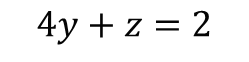 4y + z = 2